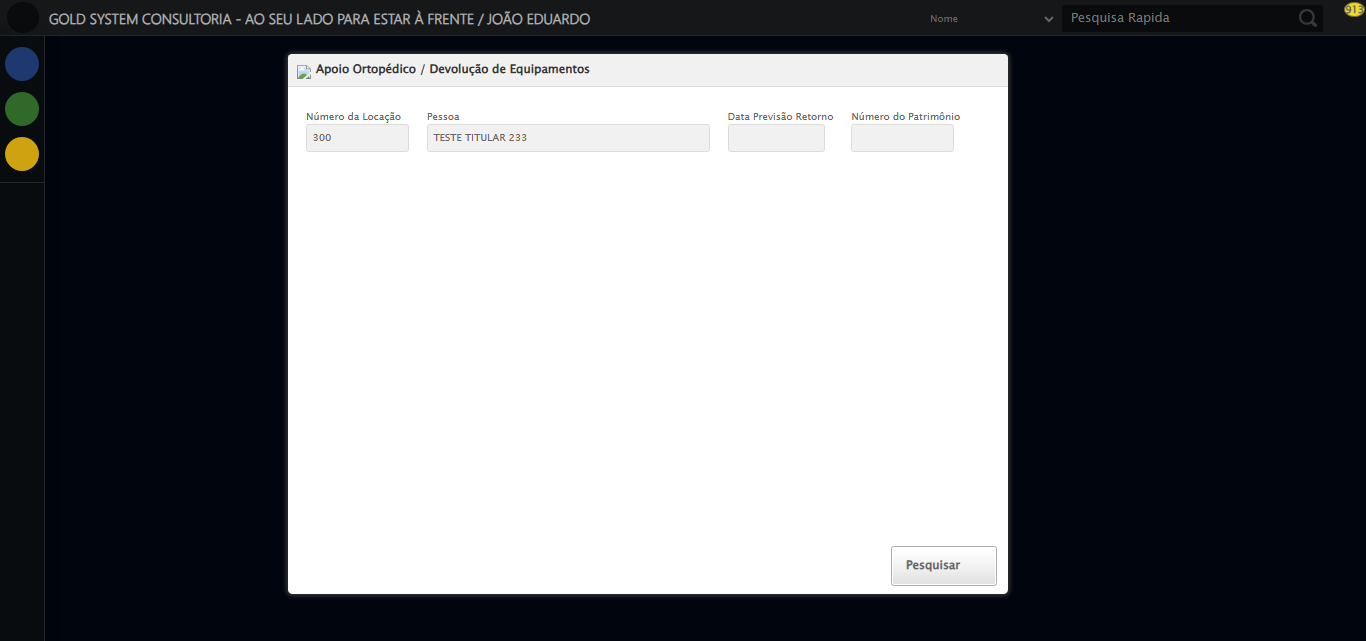 GOLD SYSTEM CONSULTORIA - AO SEU LADO PARA ESTAR À FRENTE / JOÃO EDUARDO
Nome
Pesquisa Rapida
913
Apoio Ortopédico / Devolução de Equipamentos
Número da Locação
Pessoa
Data Previsão Retorno
Número do Patrimônio
300
TESTE TITULAR 233
Pesquisar